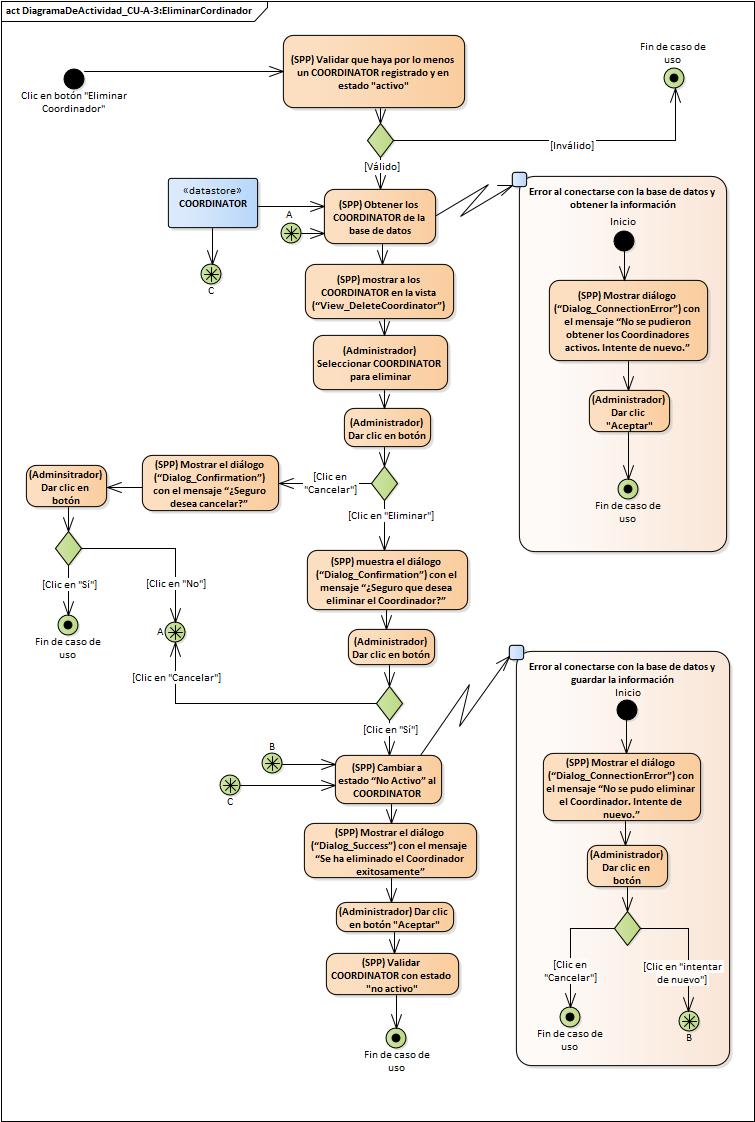 act DiagramaDeActividad_CU-A-3:EliminarCordinador
Clic en botón "Eliminar
Coordinador"
(SPP) Validar que haya por lo menos
un COORDINATOR registrado y en
estado "activo"
Fin de caso de
uso
[Inválido]
[Válido]
«datastore»
COORDINATOR
C
A
(SPP) Obtener los
COORDINATOR de la
base de datos
(SPP) mostrar a los
COORDINATOR en la vista
(“View_DeleteCoordinator”)
(Administrador)
Seleccionar COORDINATOR
para eliminar
(Administrador)
Dar clic en botón
[Clic en
"Cancelar"]
(SPP) Mostrar el diálogo
(“Dialog_Confirmation”)
con el mensaje “¿Seguro
desea cancelar?”
(Adminsitrador)
Dar clic en
botón
[Clic en "Sí"]
[Clic en "No"]
Fin de caso de
uso
A
[Clic en "Cancelar"]
[Clic en "Eliminar"]
(SPP) muestra el diálogo
(“Dialog_Confirmation”) con el
mensaje “¿Seguro que desea
eliminar el Coordinador?”
(Administrador)
Dar clic en botón
[Clic en "Sí"]
B
C
(SPP) Cambiar a
estado “No Activo” al
COORDINATOR
(SPP) Mostrar el diálogo
(“Dialog_Success”) con el mensaje
“Se ha eliminado el Coordinador
exitosamente”
(Administrador) Dar clic
en botón "Aceptar"
(SPP) Validar
COORDINATOR con estado
"no activo"
Fin de caso de
uso
Error al conectarse con la base de datos y
obtener la información
Inicio
(SPP) Mostrar diálogo
(“Dialog_ConnectionError”) con
el mensaje “No se pudieron
obtener los Coordinadores
activos. Intente de nuevo.”
(Administrador)
Dar clic
"Aceptar"
Fin de caso de
uso
Error al conectarse con la base de datos y
guardar la información
Inicio
(SPP) Mostrar el diálogo
(“Dialog_ConnectionError”) con
el mensaje “No se pudo eliminar
el Coordinador. Intente de
nuevo.”
(Administrador)
Dar clic en
botón
[Clic en
"Cancelar"]
[Clic en "intentar
de nuevo"]
Fin de caso de
uso
B